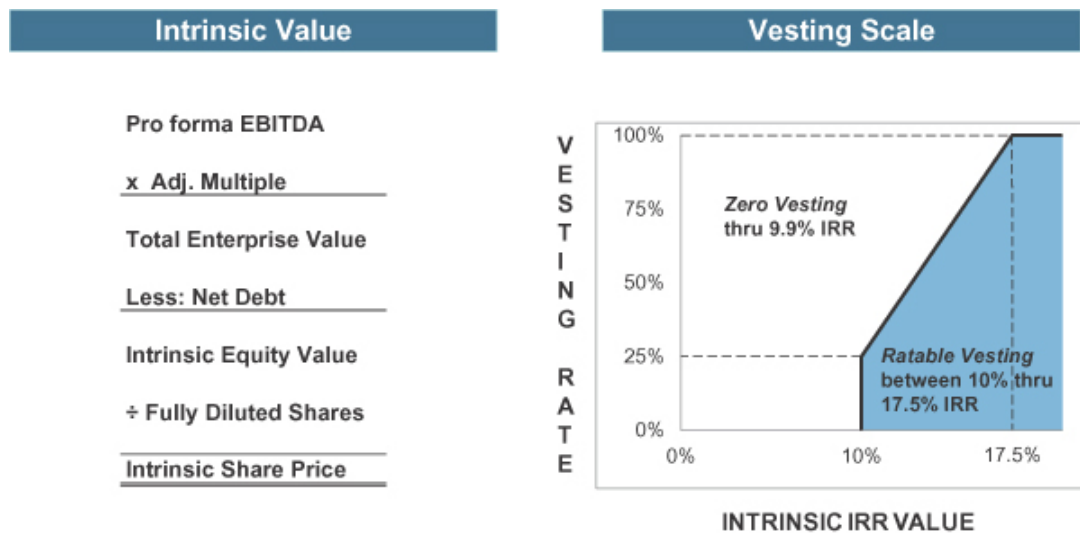 Intrinsic Value
Pro forma EBITDA
x Adj. Multiple
Total Enterprise Value
Less: Net Debt
Intrinsic Equity Value
÷ Fully Diluted Shares
Intrinsic Share Price
Vesting Scale
VESTING RATE
100%
75%
50%
25%
0%
Zero Vesting
thru 9.9% IRR
Ratable Vesting
between 10% thru
17.5% IRR
0%
10%
17.5%
INTRINSIC IRR VALUE